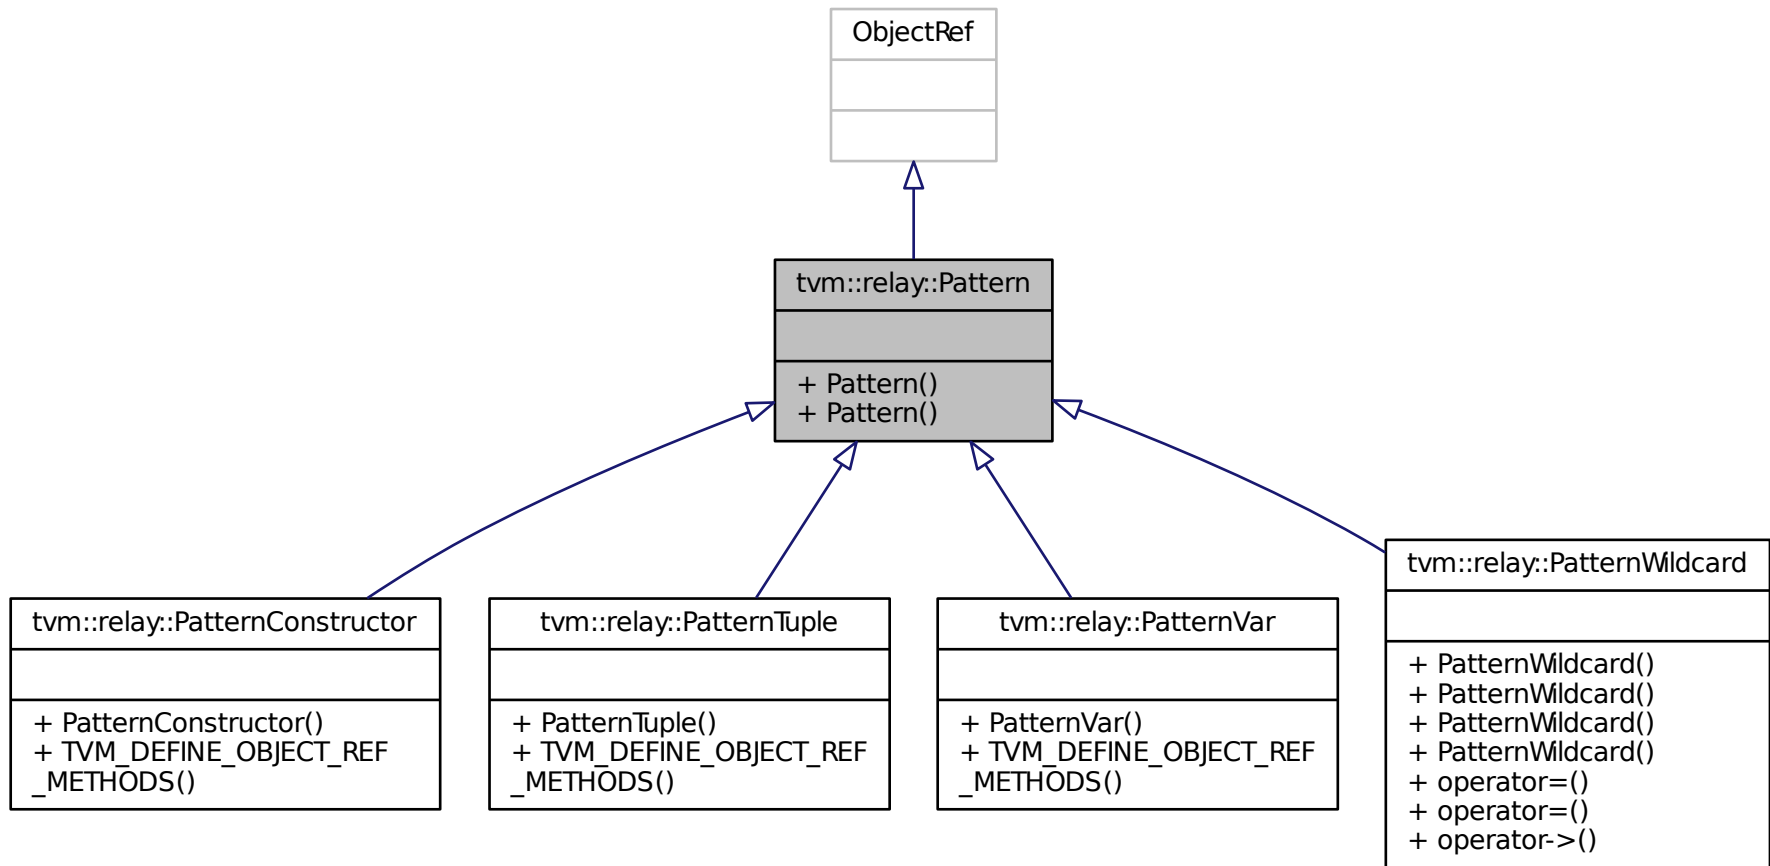 ObjectRef
tvm::relay::Pattern
+ Pattern()
+ Pattern()
tvm::relay::PatternConstructor
+ PatternConstructor()
+ TVM_DEFINE_OBJECT_REF
_METHODS()
tvm::relay::PatternTuple
+ PatternTuple()
+ TVM_DEFINE_OBJECT_REF
_METHODS()
tvm::relay::PatternVar
+ PatternVar()
+ TVM_DEFINE_OBJECT_REF
_METHODS()
tvm::relay::PatternWildcard
+ PatternWildcard()
+ PatternWildcard()
+ PatternWildcard()
+ PatternWildcard()
+ operator=()
+ operator=()
+ operator->()